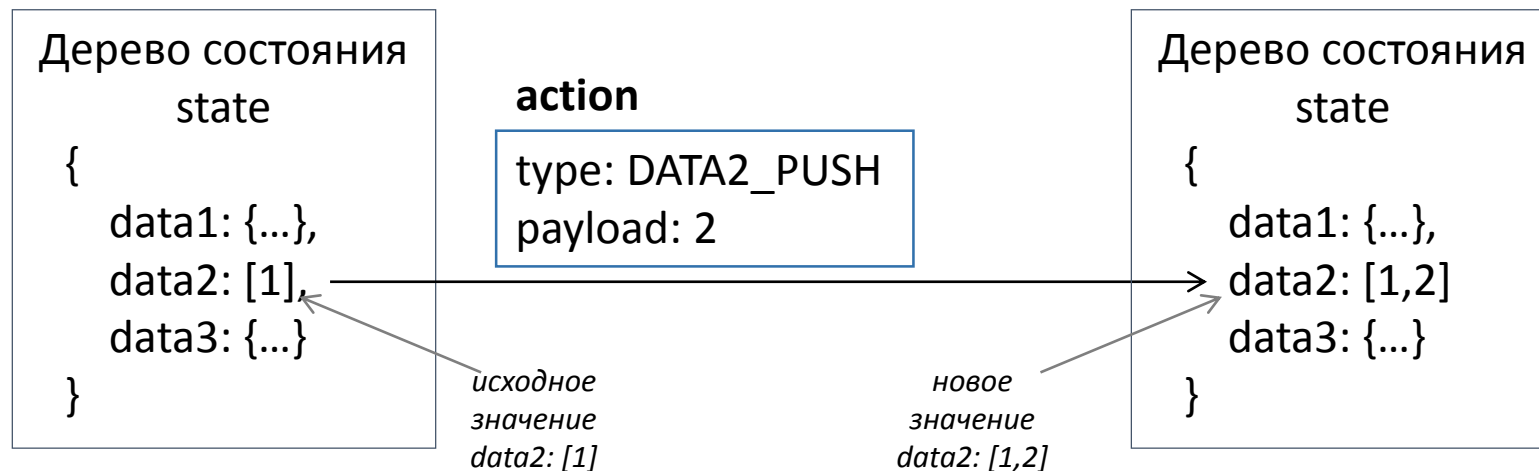 Дерево состояния
state
{
data1: {…},
data2: [1],
data3: {…}
}
action
type: DATA2_PUSH
payload: 2
исходное
значение
data2: [1]
новое
значение
data2: [1,2]
Дерево состояния
state
{
data1: {…},
data2: [1,2]
data3: {…}
}